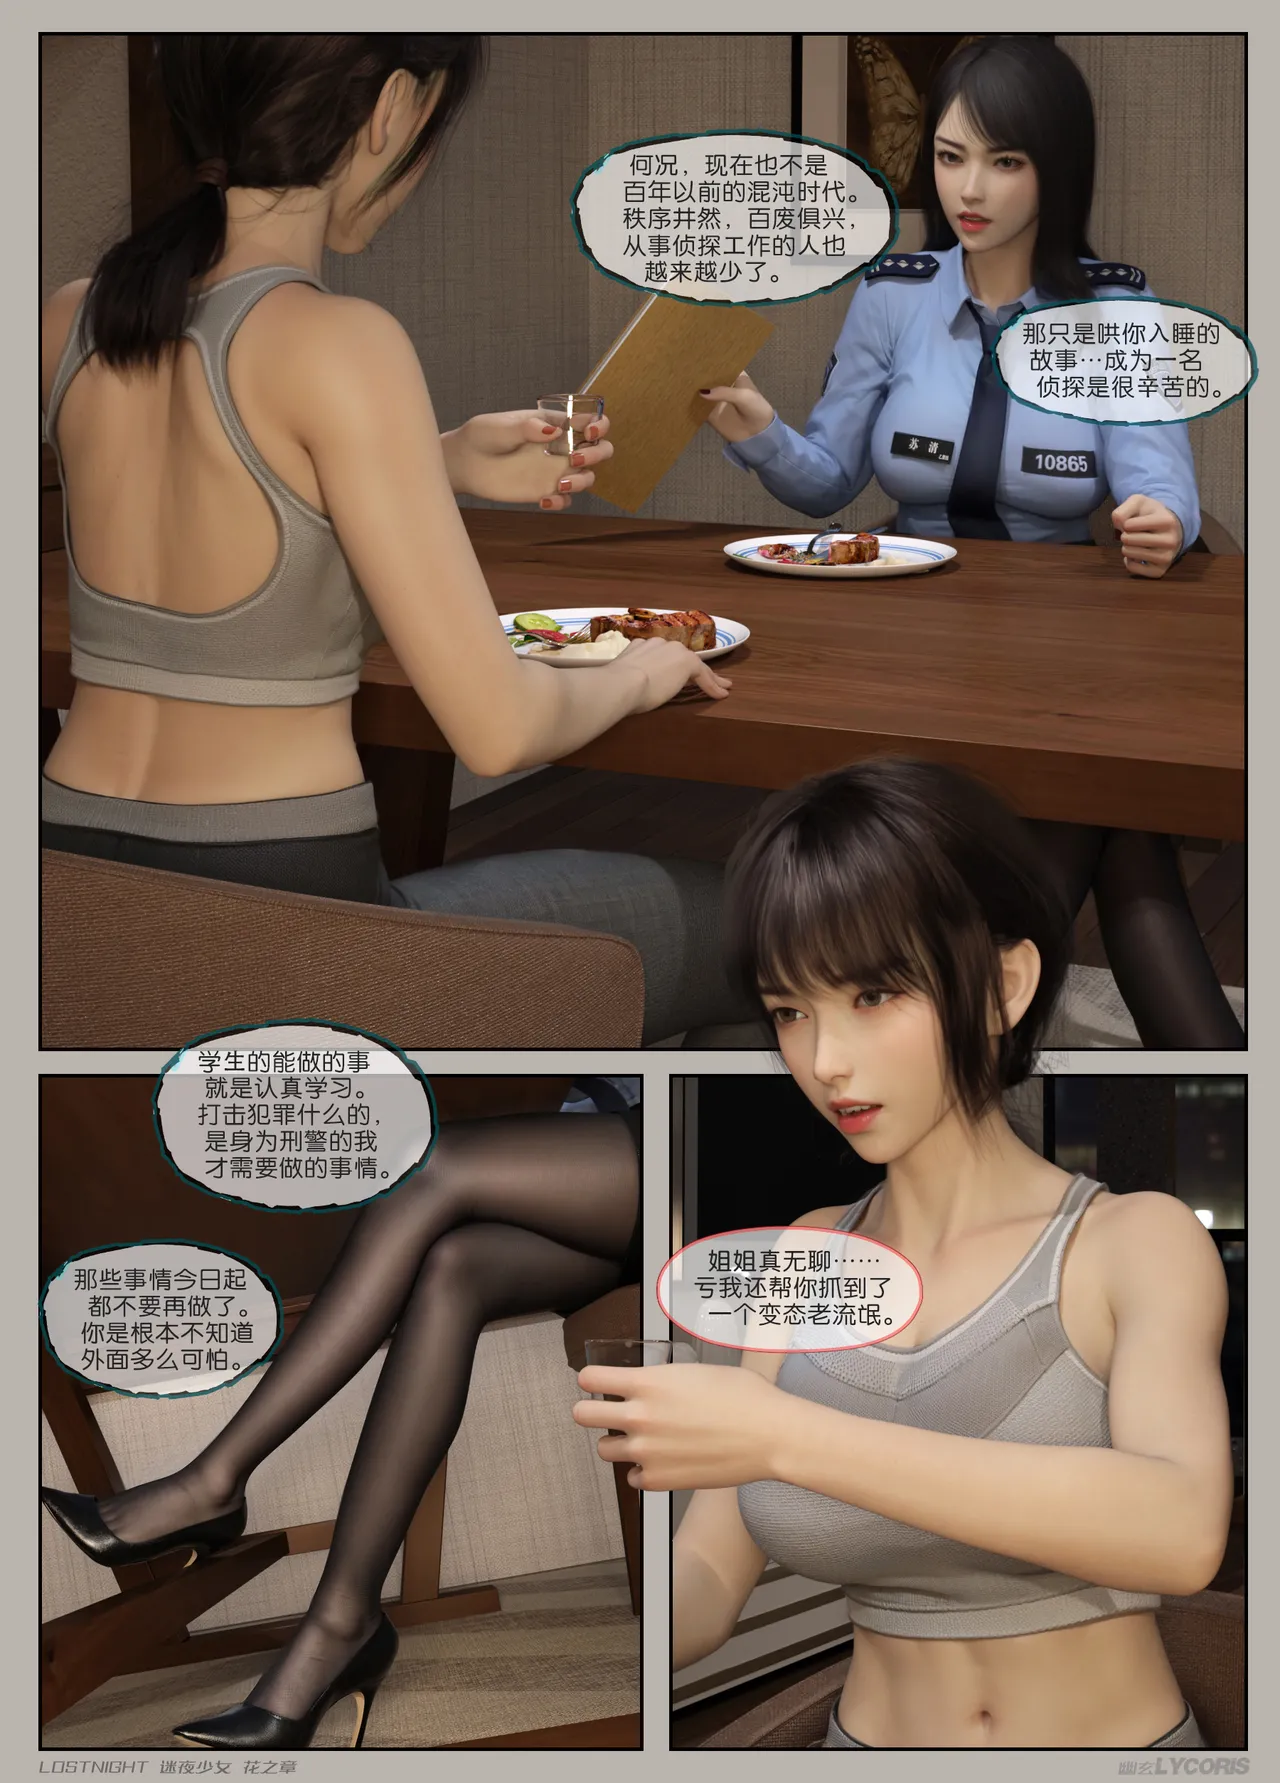 何况，现在也不是
百年以前的混沌时代。
秩序井然，百废俱兴，
从事侦探工作的人也
越来越少了。
那只是哄你入睡的
故事…成为一名
侦探是很辛苦的。
苏清
10865
学生的能做的事
就是认真学习。
打击犯罪什么的，
是身为刑警的我
才需要做的事情。
那些事情今日起
都不要再做了。
你是根本不知道
外面多么可怕。
姐姐真无聊……
亏我还帮你抓到了
一个变态老流氓。
LOSTNIGHT 迷夜少女 花之章
幽玄LYCORIS